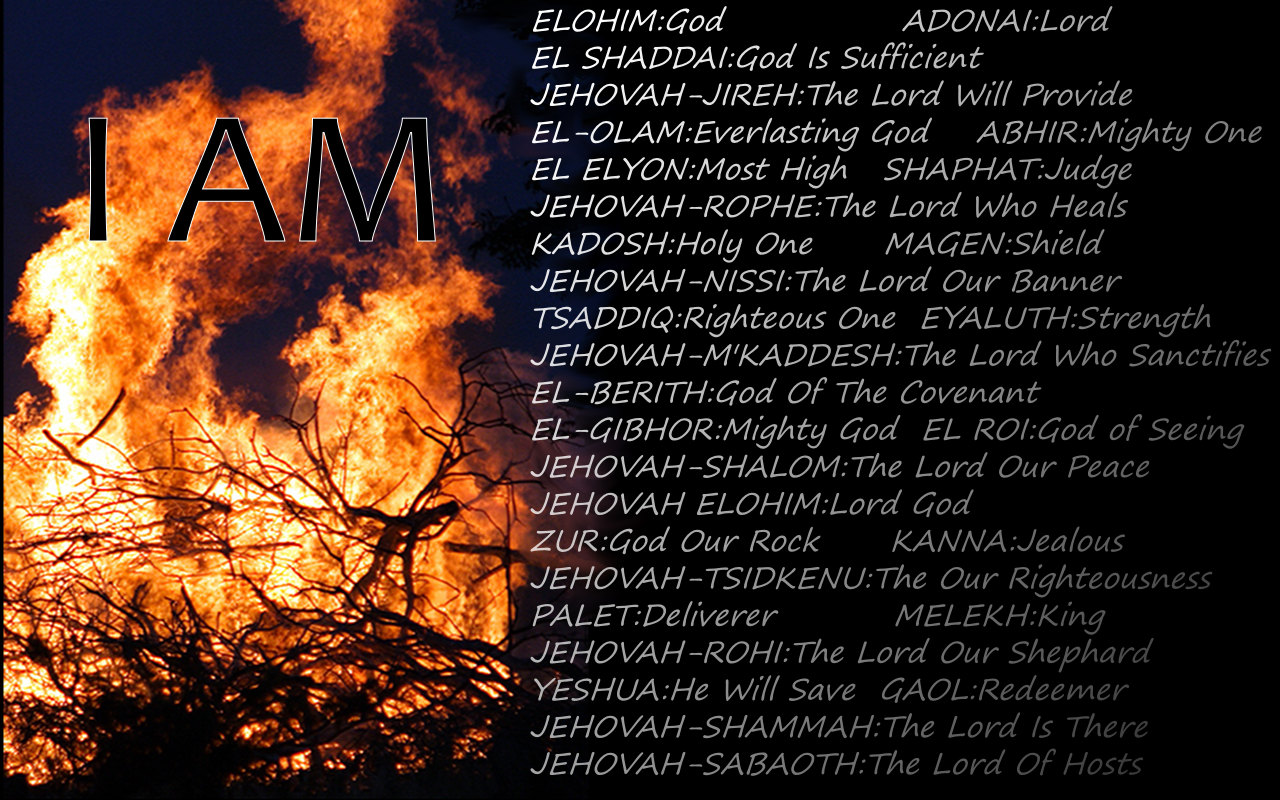 I AM
ELOHIM:God ADONAI:Lord
EL SHADDAI:God Is Sufficient
JEHOVAH-JIREH:The Lord Will Provide
EL-OLAM:Everlasting God ABHIR:Mighty One
EL ELYON:Most High SHAPHAT:Judge
JEHOVAH-ROPHE:The Lord Who Heals
KADOSH:Holy One MAGEN:Shield
JEHOVAH-NISSI:The Lord Our Banner
TSADDIQ:Righteous One EYALUTH:Strength
JEHOVAH-M'KADDESH:The Lord Who Sanctifies
EL-BERITH:God Of The Covenant
EL-GIBHOR:Mighty God EL ROI:God of Seeing
JEHOVAH-SHALOM:The Lord Our Peace
JEHOVAH ELOHIM:Lord God
ZUR:God Our Rock KANNA:Jealous
JEHOVAH-TSIDKENU:The Our Righteousness
PALET:Deliverer MELEKH:King
JEHOVAH-ROHI:The Lord Our Shephard
YESHUA:He Will Save GAOL:Redeemer
JEHOVAH-SHAMMAH:The Lord Is There
JEHOVAH-SABAOTH:The Lord Of Hosts